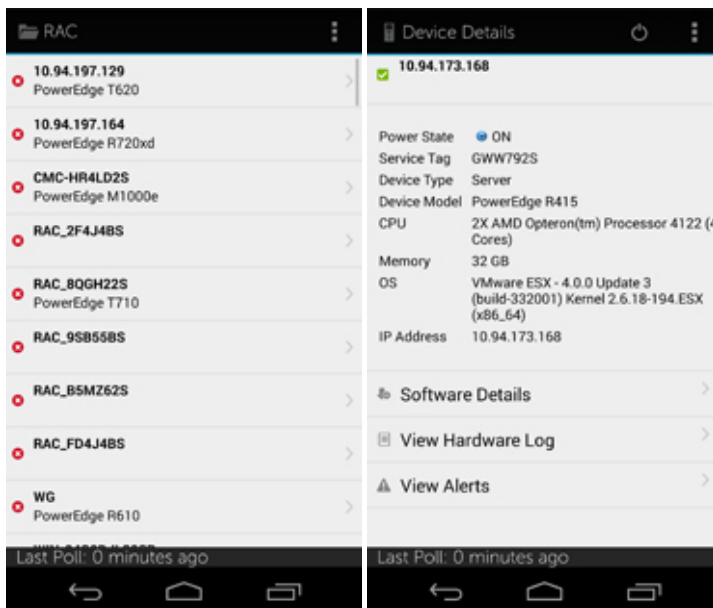 RAC
10.94.197.129
PowerEdge T620
10.94.197.164
PowerEdge R720xd
CMC-HR4LD2S
PowerEdge M1000e
RAC_2F4J4BS
RAC_8QGH22S
PowerEdge T710
RAC_9SB55BS
RAC_B5MZ62S
RAC_FD4J4BS
WG
PowerEdge R610
Last Poll: 0 minutes ago
Device Details
10.94.173.168
Power State ON
Service Tag GWW792S
Device Type Server
Device Model PowerEdge R415
CPU 2X AMD Opteron(tm) Processor 4122 (4
Cores)
Memory 32 GB
OS VMware ESX - 4.0.0 Update 3
(build-332001) Kernel 2.6.18-194.ESX
(x86_64)
IP Address 10.94.173.168
Software Details
View Hardware Log
View Alerts
Last Poll: 0 minutes ago